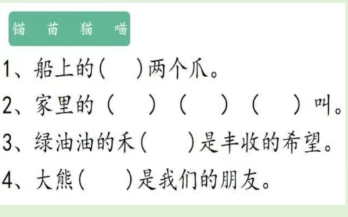 锚 苗 猫 喵
1、船上的(  )两个爪。
2、家里的(  )(  )(  )叫。
3、绿油油的禾(  )是丰收的希望。
4、大熊(  )是我们的朋友。